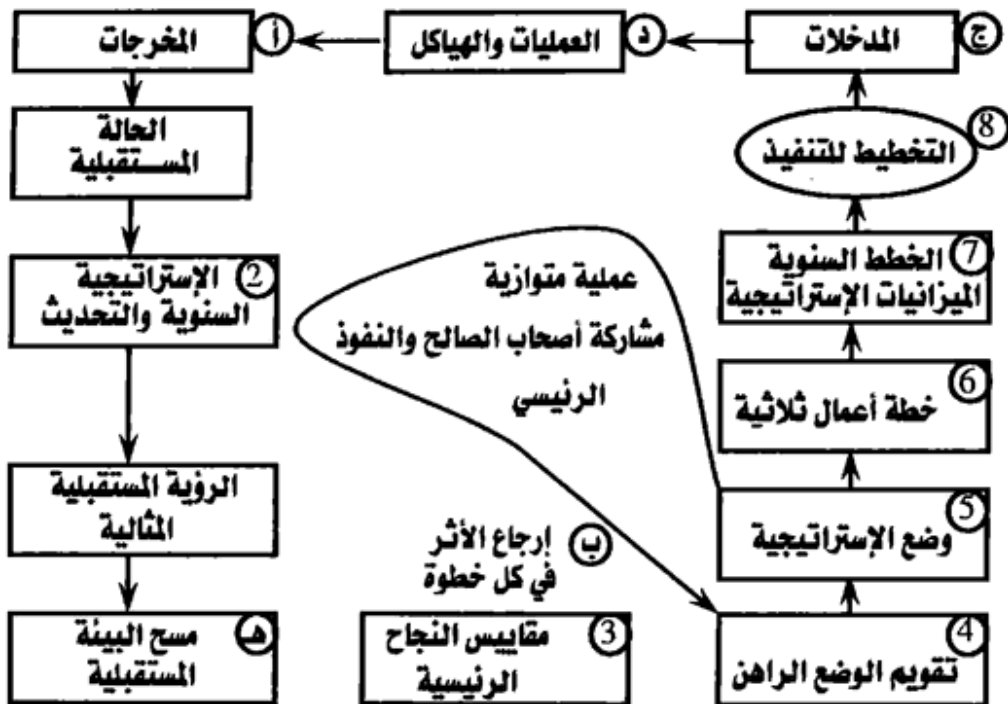 ج
المدخلات
د
العمليات والهياكل
أ
المخرجات
الحالة
المستقبلية
2
الإستراتيجية
السنوية والتحديث
الرؤية المستقبلية
المثالية
هـ
مسح البيئة
المستقبلية
8
التخطيط للتنفيذ
7
الخطط السنوية
الميزانيات الإستراتيجية
6
خطة أعمال ثلاثية
5
وضع الإستراتيجية
4
تقويم الوضع الراهن
عملية متوازية
مشاركة أصحاب الصالح والنفوذ
الرئيسي
ب
إرجاع الأثر
في كل خطوة
3
مقاييس النجاح
الرئيسية